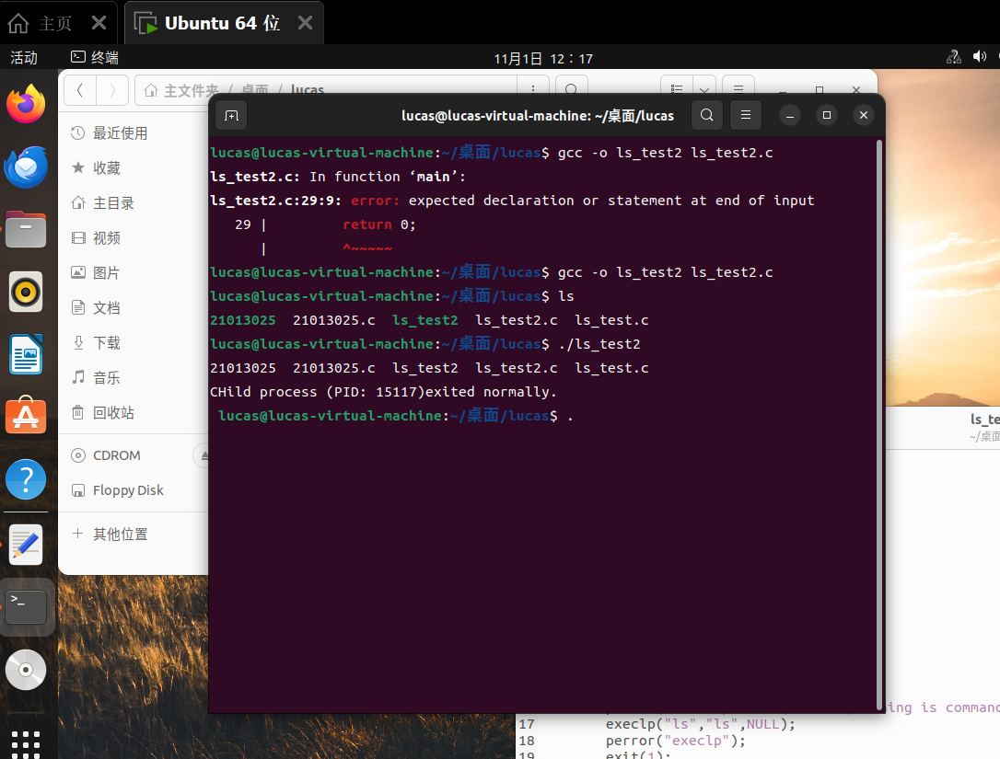 主页
Ubuntu 64 位
活动
终端
11月1日 12：17
主文件夹 / 桌面 / lucas
最近使用
收藏
主目录
视频
图片
文档
下载
音乐
回收站
CDROM
Floppy Disk
其他位置
lucas@lucas-virtual-machine: ~/桌面/lucas
lucas@lucas-virtual-machine:~/桌面/lucas$ gcc -o ls_test2 ls_test2.c
ls_test2.c: In function ‘main’:
ls_test2.c:29:9: error: expected declaration or statement at end of input
29 |         return 0;
|         ^~~~~~
lucas@lucas-virtual-machine:~/桌面/lucas$ gcc -o ls_test2 ls_test2.c
lucas@lucas-virtual-machine:~/桌面/lucas$ ls
21013025  21013025.c  ls_test2  ls_test2.c  ls_test.c
lucas@lucas-virtual-machine:~/桌面/lucas$ ./ls_test2
21013025  21013025.c  ls_test2  ls_test2.c  ls_test.c
CHild process (PID: 15117)exited normally.
lucas@lucas-virtual-machine:~/桌面/lucas$ .
ls_te
~/桌面
ing is comman
17 execlp("ls","ls",NULL);
18 perror("execlp");
19 exit(1);